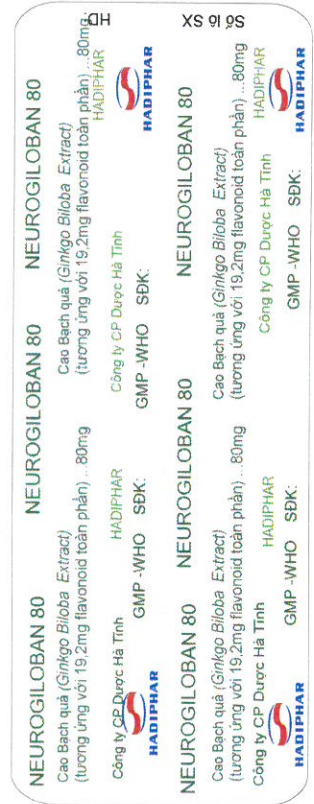 NEUROGILOBAN 80 NEUROGILOBAN 80 NEUROGILOBAN 80
Cao Bạch quả (Ginkgo Biloba Extract)
(tương ứng với 19,2mg flavonoid toàn phần) ...80mg
Công ty CP Dược Hà Tĩnh HADIPHAR
GMP -WHO SĐK:
HADIPHAR
Cao Bạch quả (Ginkgo Biloba Extract)
(tương ứng với 19,2mg flavonoid toàn phần) ...80mg
HADIPHAR
Công ty CP Dược Hà Tĩnh
GMP -WHO SĐK:
HADIPHAR
NEUROGILOBAN 80 NEUROGILOBAN 80 NEUROGILOBAN 80
Cao Bạch quả (Ginkgo Biloba Extract)
(tương ứng với 19,2mg flavonoid toàn phần) ...80mg
Công ty CP Dược Hà Tĩnh HADIPHAR
GMP -WHO SĐK:
HADIPHAR
Cao Bạch quả (Ginkgo Biloba Extract)
(tương ứng với 19,2mg flavonoid toàn phần) ...80mg
HADIPHAR
Công ty CP Dược Hà Tĩnh
GMP -WHO SĐK:
HADIPHAR
Số lô SX
HD